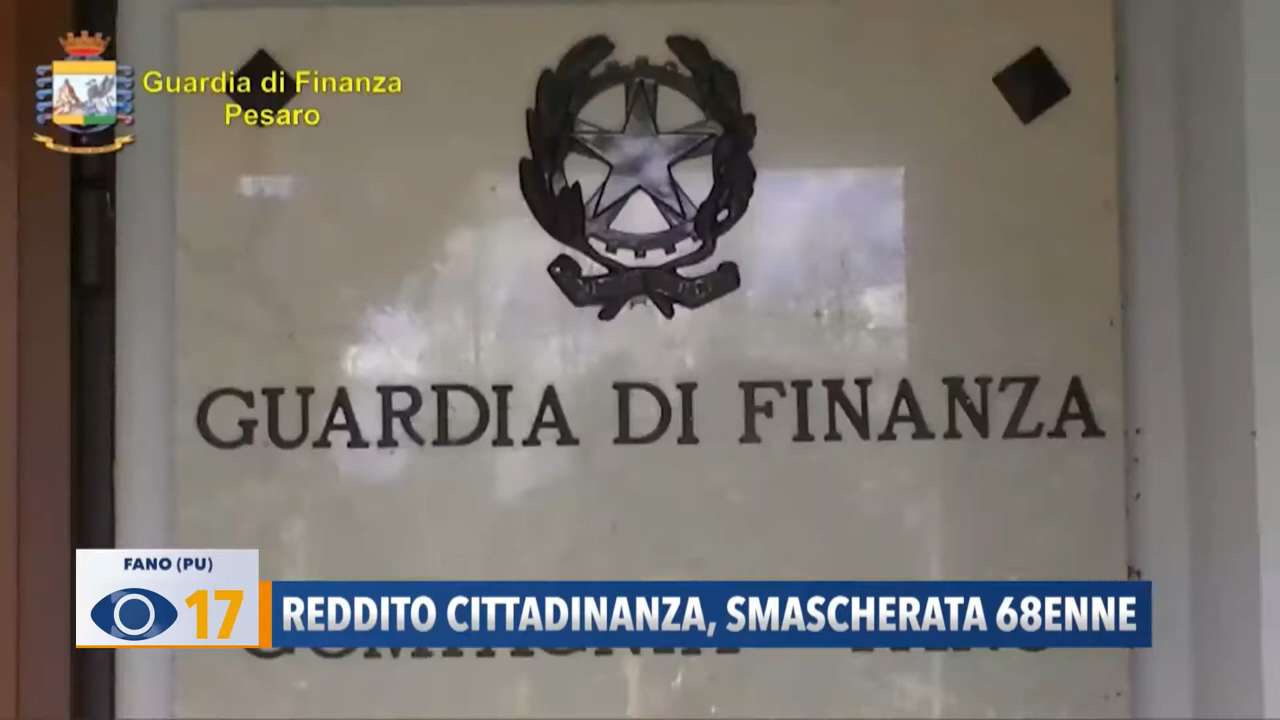 Guardia di Finanza
Pesaro
GUARDIA DI FINANZA
FANO (PU)
17
REDDITO CITTADINANZA, SMASCHERATA 68ENNE